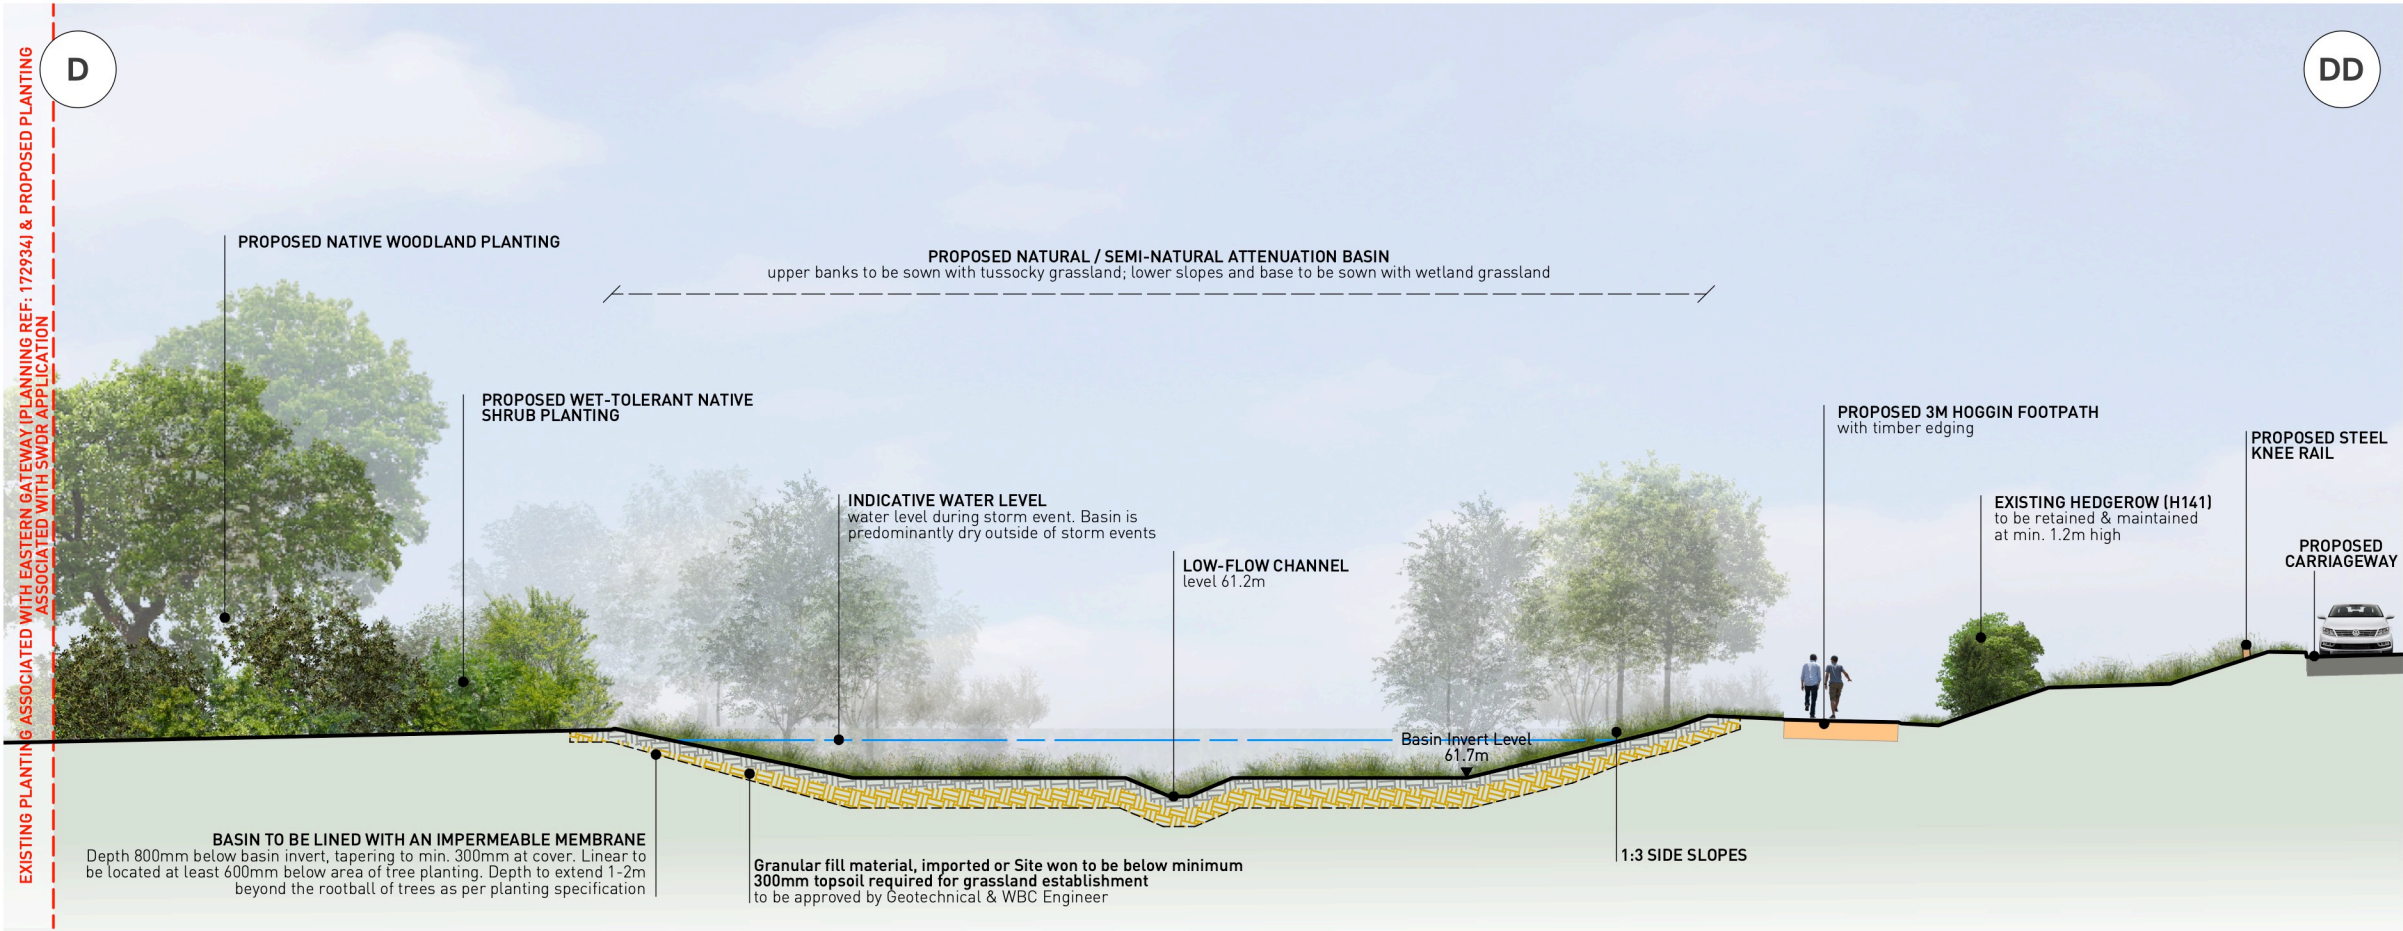 EXISTING PLANTING ASSOCIATED WITH EASTERN GATEWAY (PLANNING REF: 172934) & PROPOSED PLANTING
ASSOCIATED WITH SWDR APPLICATION
D
DD
PROPOSED NATIVE WOODLAND PLANTING
PROPOSED NATURAL / SEMI-NATURAL ATTENUATION BASIN
upper banks to be sown with tussocky grassland; lower slopes and base to be sown with wetland grassland
PROPOSED WET-TOLERANT NATIVE
SHRUB PLANTING
PROPOSED 3M HOGGIN FOOTPATH
with timber edging
PROPOSED STEEL
KNEE RAIL
INDICATIVE WATER LEVEL
water level during storm event. Basin is
predominantly dry outside of storm events
EXISTING HEDGEROW (H141)
to be retained & maintained
at min. 1.2m high
PROPOSED
CARRIAGEWAY
LOW-FLOW CHANNEL
level 61.2m
Basin Invert Level
61.7m
BASIN TO BE LINED WITH AN IMPERMEABLE MEMBRANE
Depth 800mm below basin invert, tapering to min. 300mm at cover. Linear to
be located at least 600mm below area of tree planting. Depth to extend 1-2m
beyond the rootball of trees as per planting specification
Granular fill material, imported or Site won to be below minimum
300mm topsoil required for grassland establishment
to be approved by Geotechnical & WBC Engineer
1:3 SIDE SLOPES